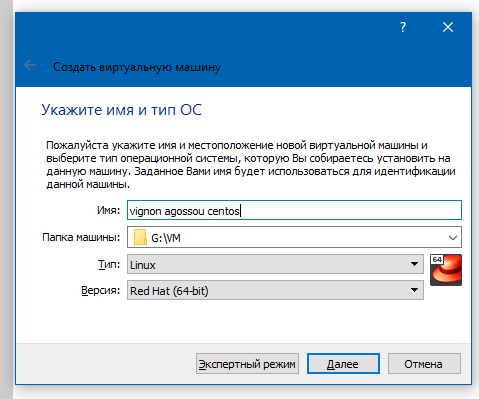 ?
Создать виртуальную машину
Укажите имя и тип ОС
Пожалуйста укажите имя и местоположение новой виртуальной машины и
выберите тип операционной системы, которую Вы собираетесь установить на
данную машину. Заданное Вами имя будет использоваться для идентификации
данной машины.
Имя: vignon agossou centos
Папка машины: G:\VM
Тип: Linux
64
Версия: Red Hat (64-bit)
Экспертный режим Далее Отмена